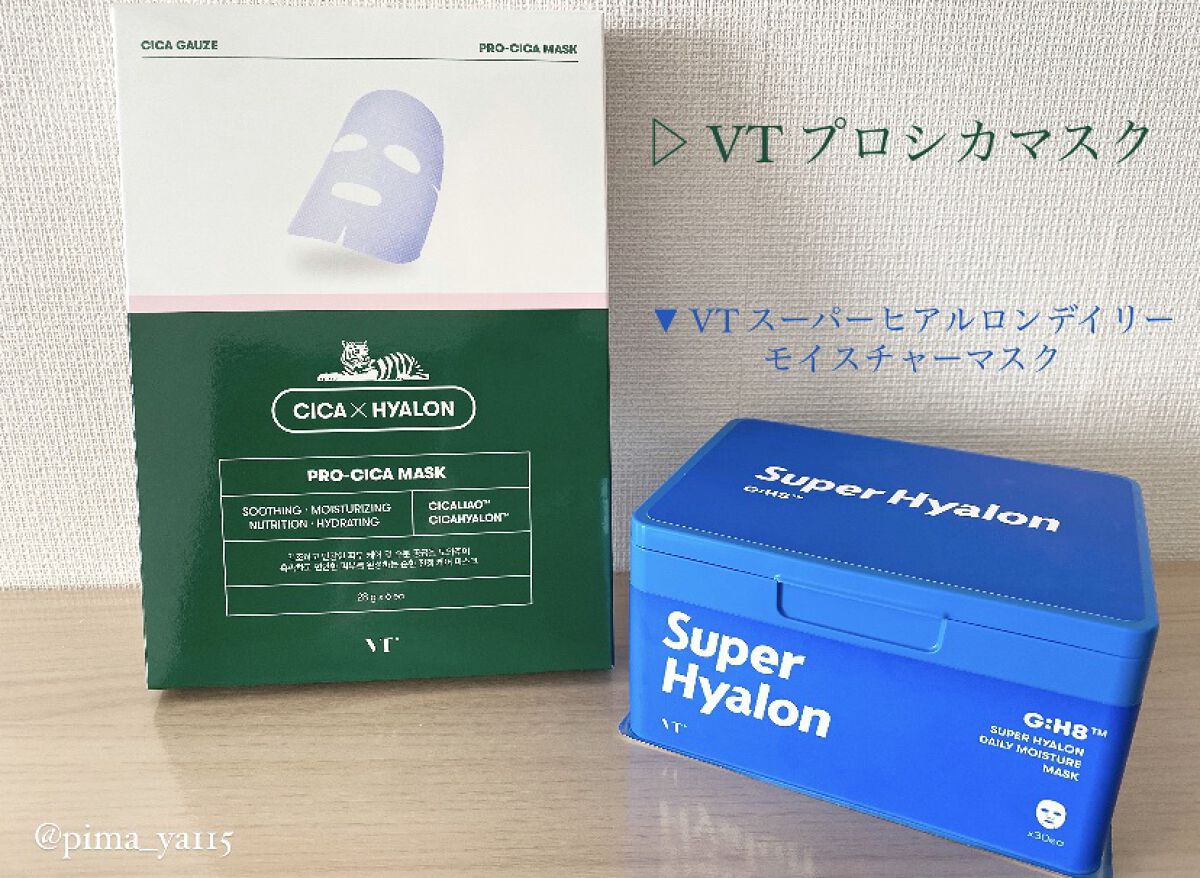 CICA GAUZE
PRO-CICA MASK
▷ VT プロシカマスク
▼ VT スーパーヒアルロンデイリー
モイスチャーマスク
CICA×HYALON
PRO-CICA MASK
SOOTHING · MOISTURIZING
NUTRITION · HYDRATING
CICALIAO™
CICAHYALON™
VT
Super Hyalon
G:H8™
Super
Hyalon
VT
G:H8™
SUPER HYALON
DAILY MOISTURE
MASK
x30ea
@pima_ya115